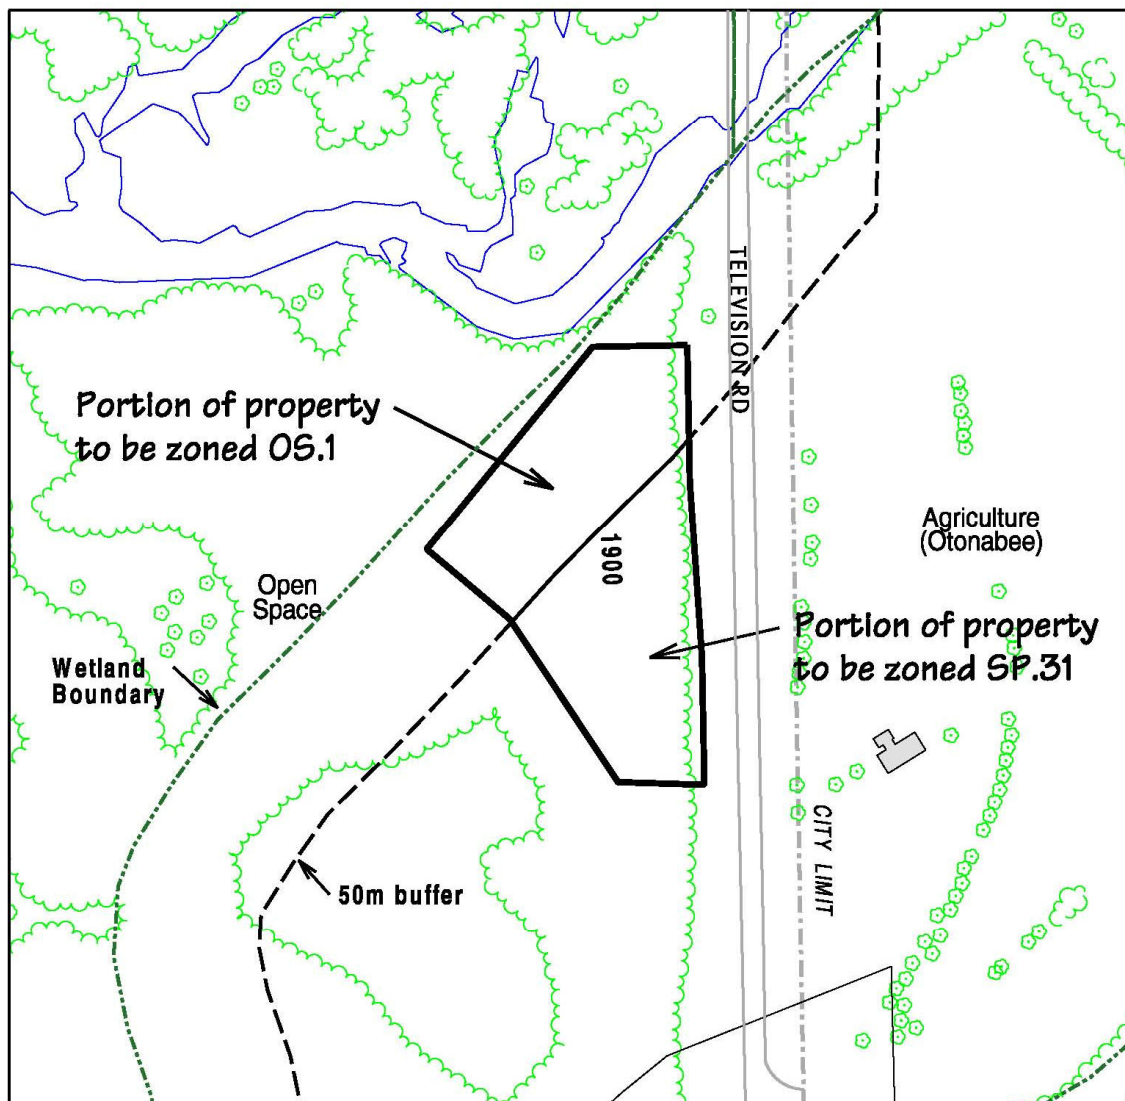 TELEVISION RD
Portion of property
to be zoned OS.1
Agriculture
(Otonabee)
1900
Open
Space
Portion of property
to be zoned SP.31
Wetland
Boundary
CITY LIMIT
50m buffer